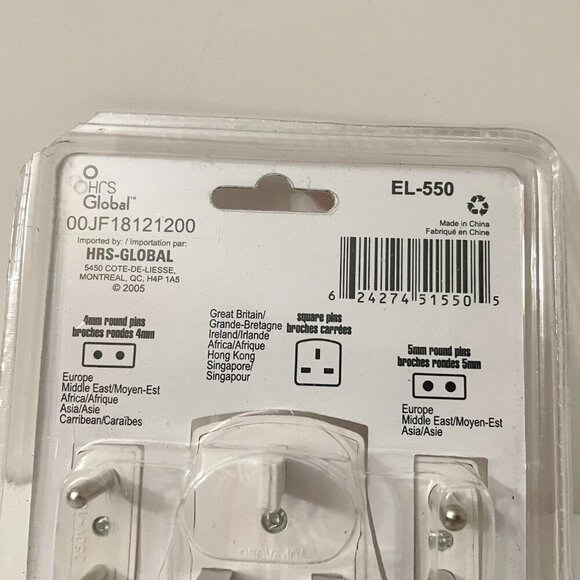 HRS
Global™
00JF18121200
Imported by: / Importation par:
HRS-GLOBAL
5450 COTE-DE-LIESSE,
MONTREAL, QC, H4P 1A5
© 2005
EL-550
Made in China
Fabriqué en Chine
6 24274 51550 5
4mm round pins
broches rondes 4mm
Europe
Middle East/Moyen-Est
Africa/Afrique
Asia/Asie
Carribean/Caraïbes
Great Britain/
Grande-Bretagne
Ireland/Irlande
Africa/Afrique
Hong Kong
Singapore/
Singapour
square pins
broches carrées
5mm round pins
broches rondes 5mm
Europe
Middle East/Moyen-Est
Asia/Asie